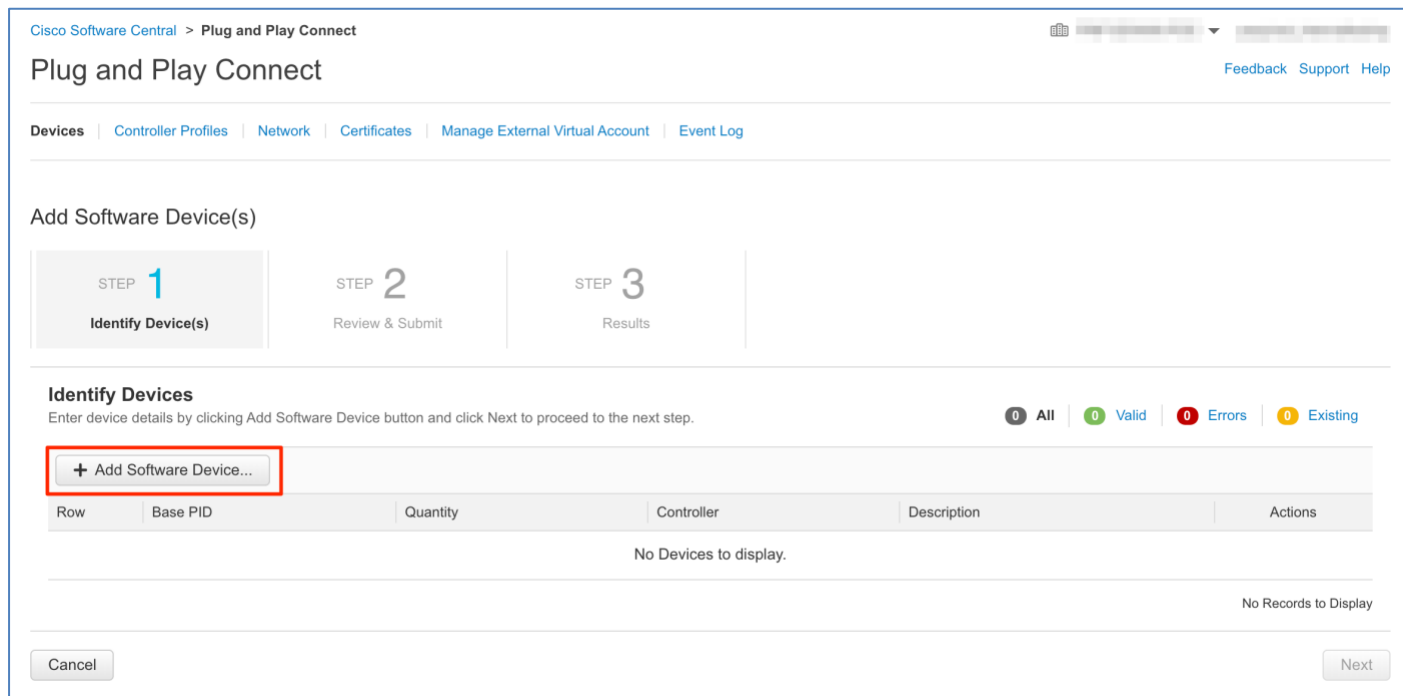 Cisco Software Central > Plug and Play Connect
Plug and Play Connect
Feedback Support Help
Devices Controller Profiles Network Certificates Manage External Virtual Account Event Log
Add Software Device(s)
STEP 1 STEP 2 STEP 3
Identify Device(s) Review & Submit Results
Identify Devices
Enter device details by clicking Add Software Device button and click Next to proceed to the next step.
0 All 0 Valid 0 Errors 0 Existing
+ Add Software Device...
Row Base PID Quantity Controller Description Actions
No Devices to display.
No Records to Display
Cancel Next